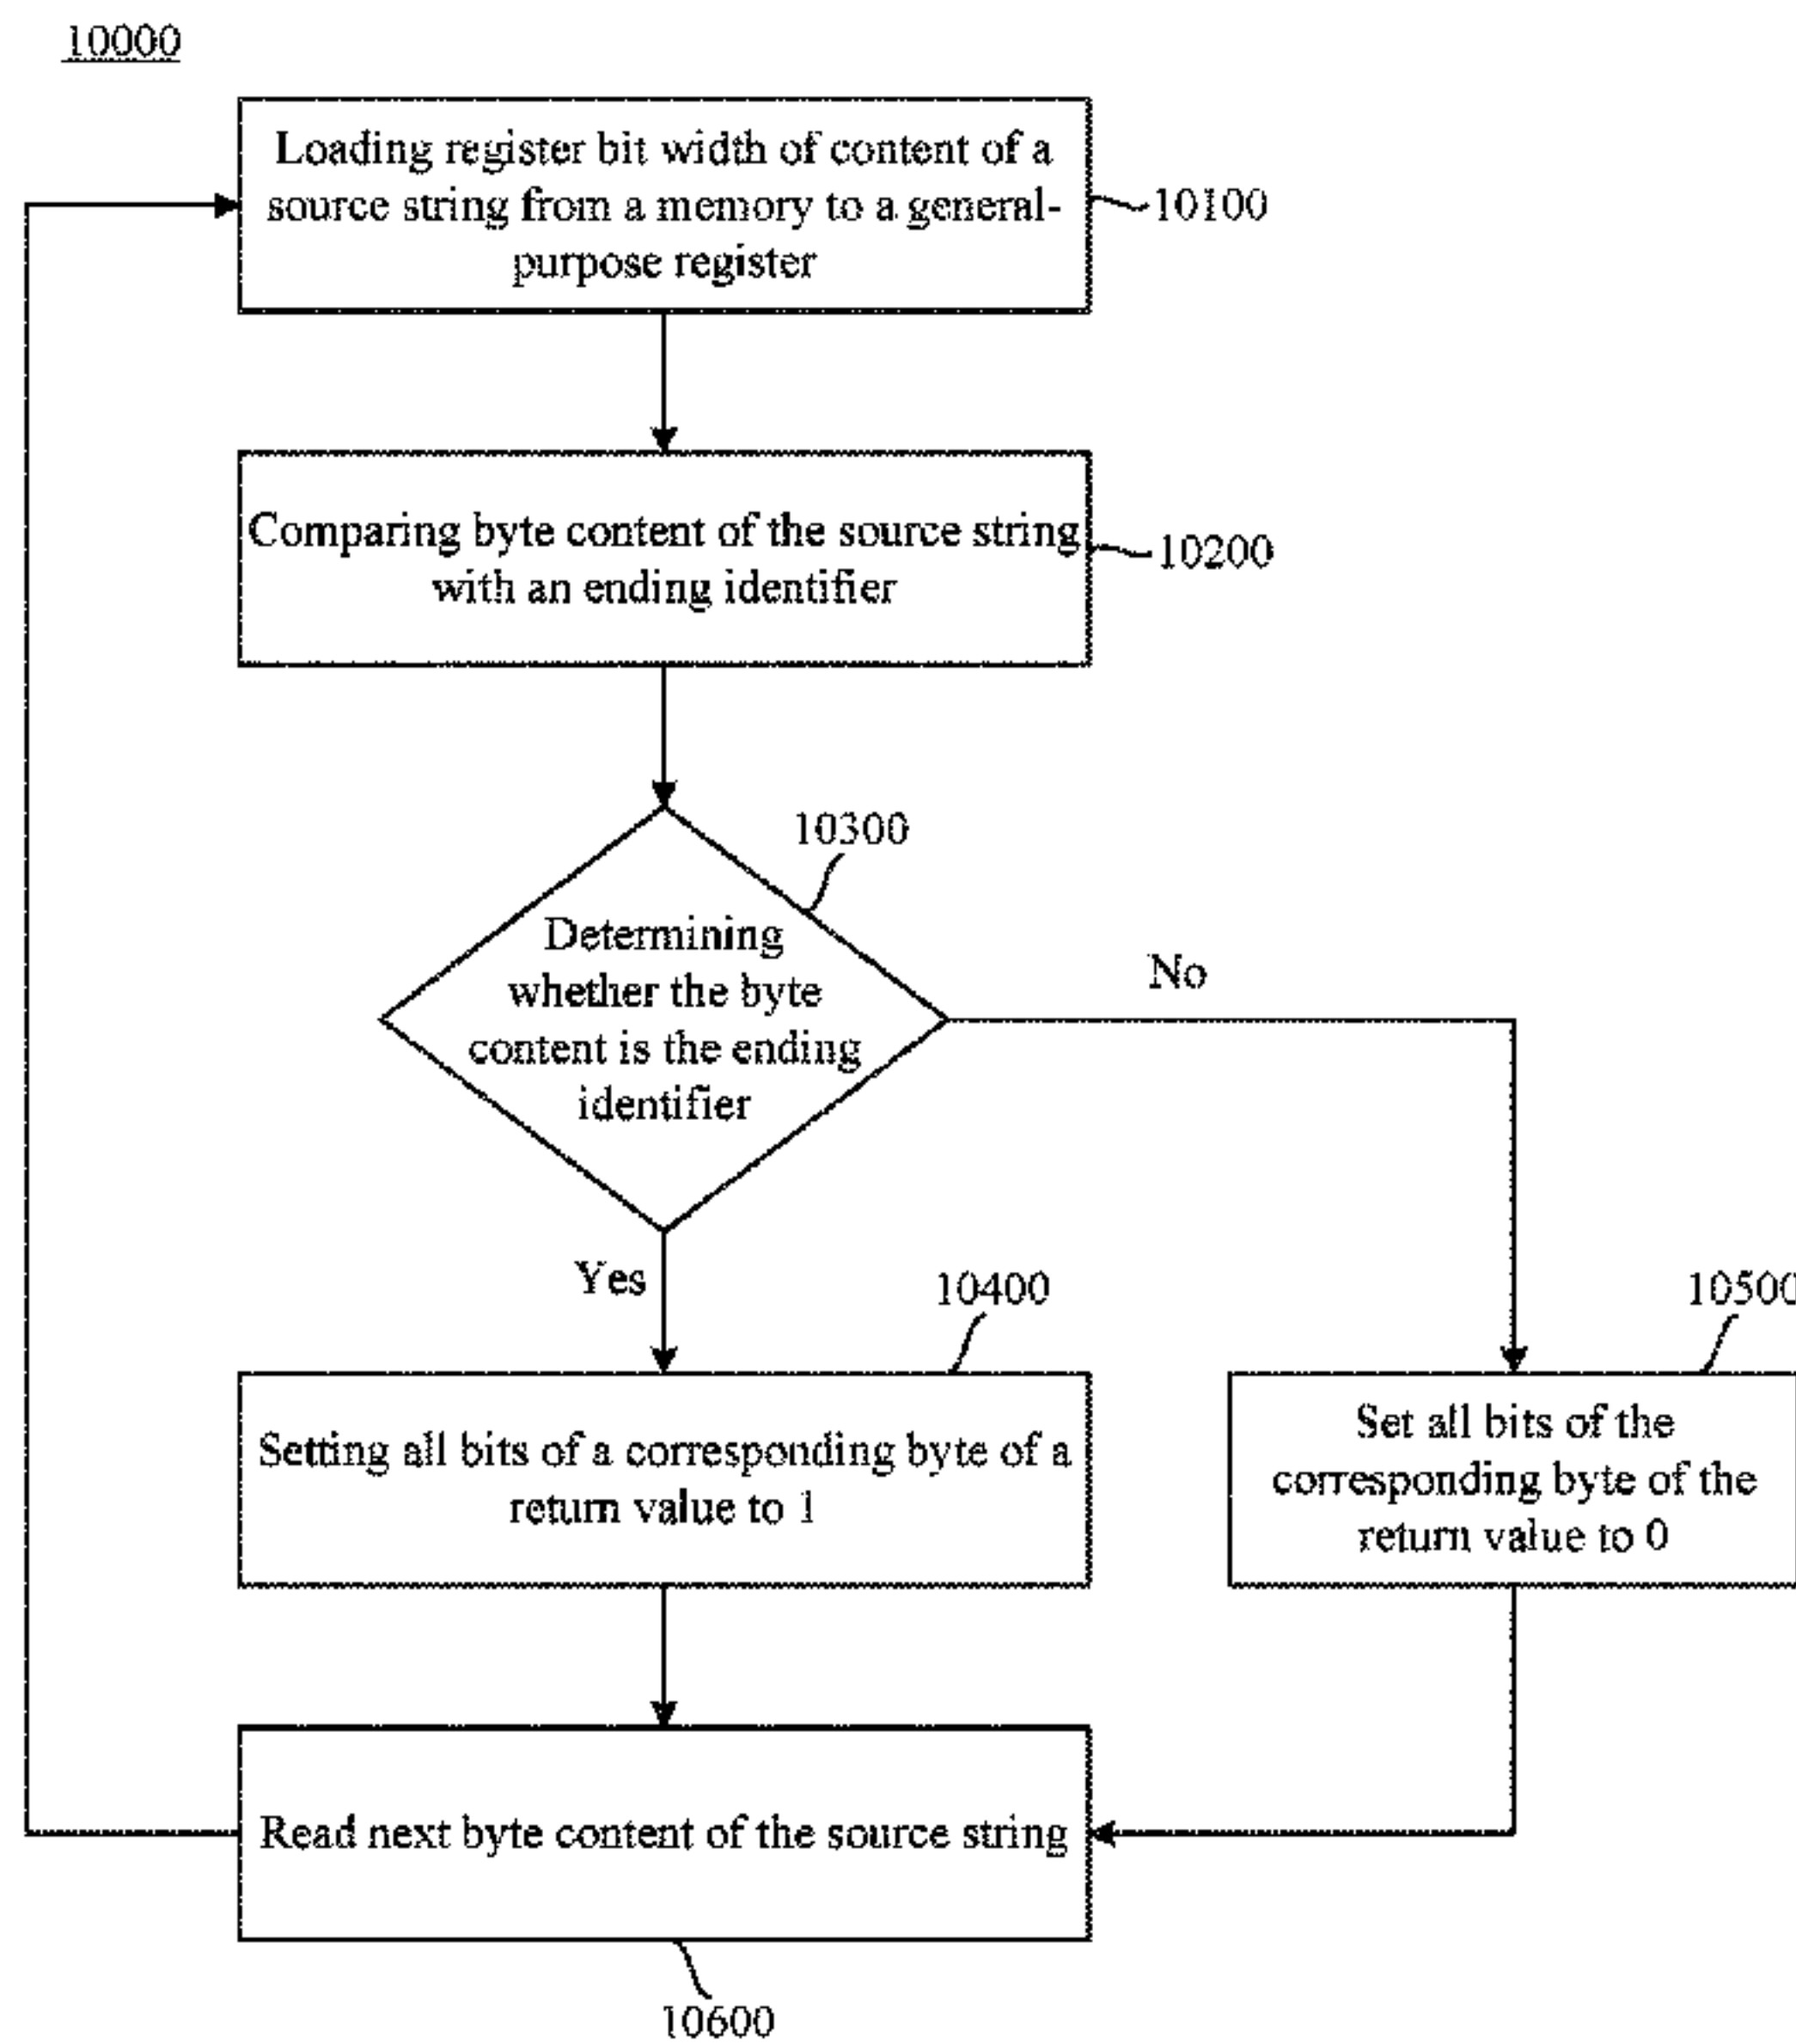 10000
Loading register bit width of content of a
source string from a memory to a general-
purpose register
10100
Comparing byte content of the source string
with an ending identifier
10200
10300
Determining
whether the byte
content is the ending
identifier
No
Yes
10400
10500
Setting all bits of a corresponding byte of a
return value to 1
Set all bits of the
corresponding byte of the
return value to 0
Read next byte content of the source string
10600